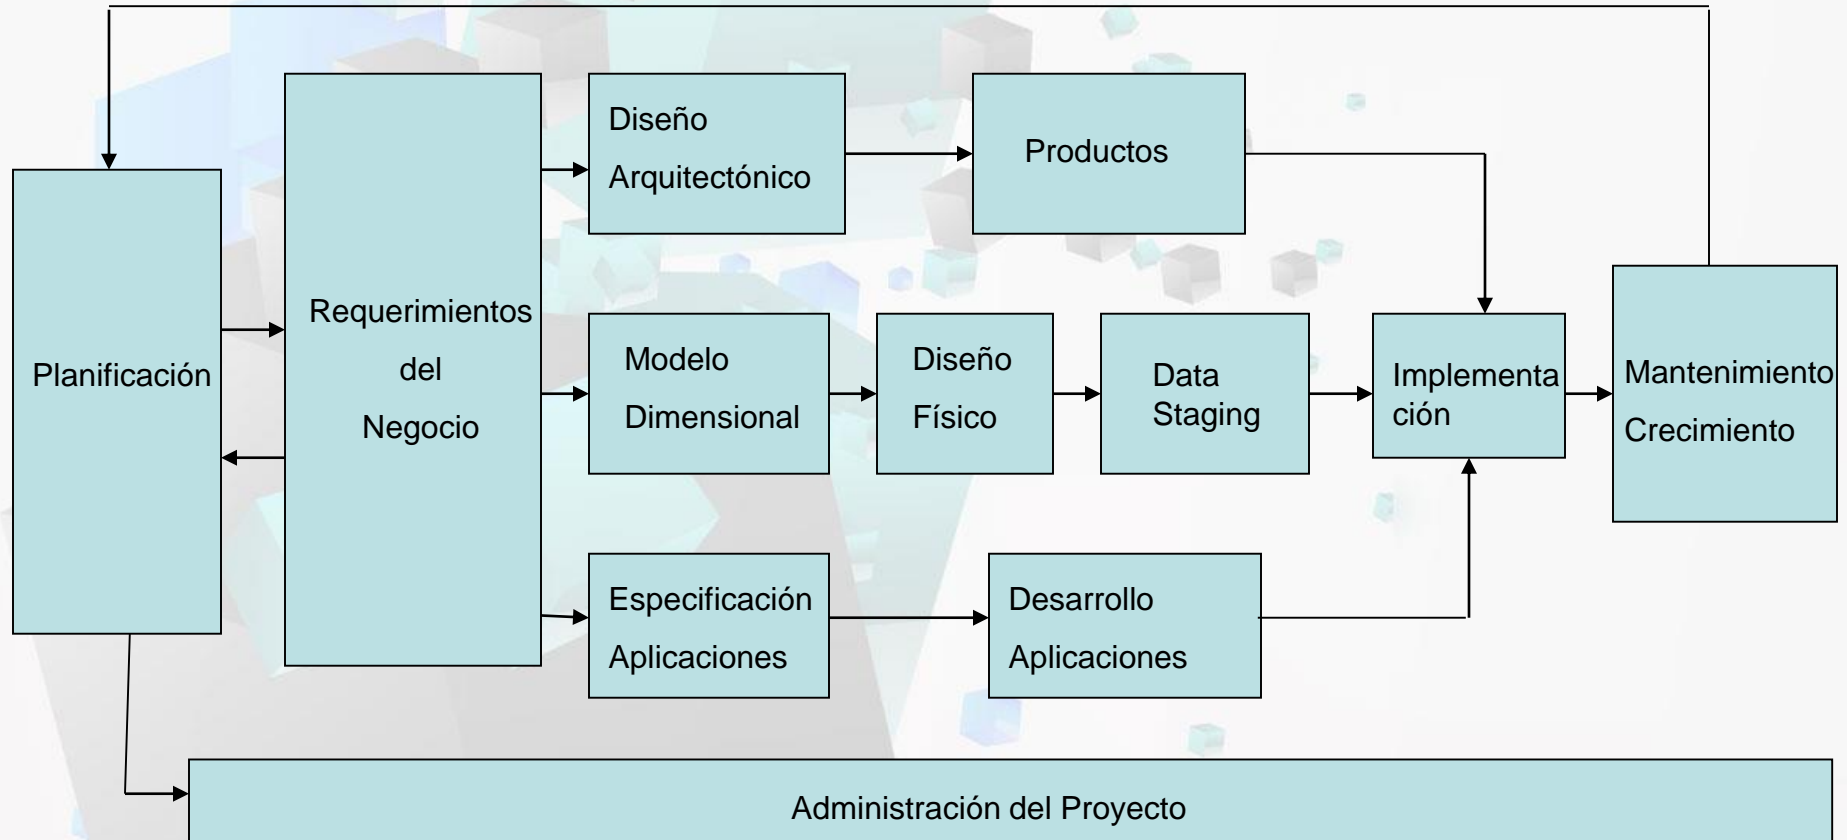 Planificación
Requerimientos
del
Negocio
Diseño
Arquitectónico
Productos
Modelo
Dimensional
Diseño
Físico
Data
Staging
Implementa
ción
Mantenimiento
Crecimiento
Especificación
Aplicaciones
Desarrollo
Aplicaciones
Administración del Proyecto